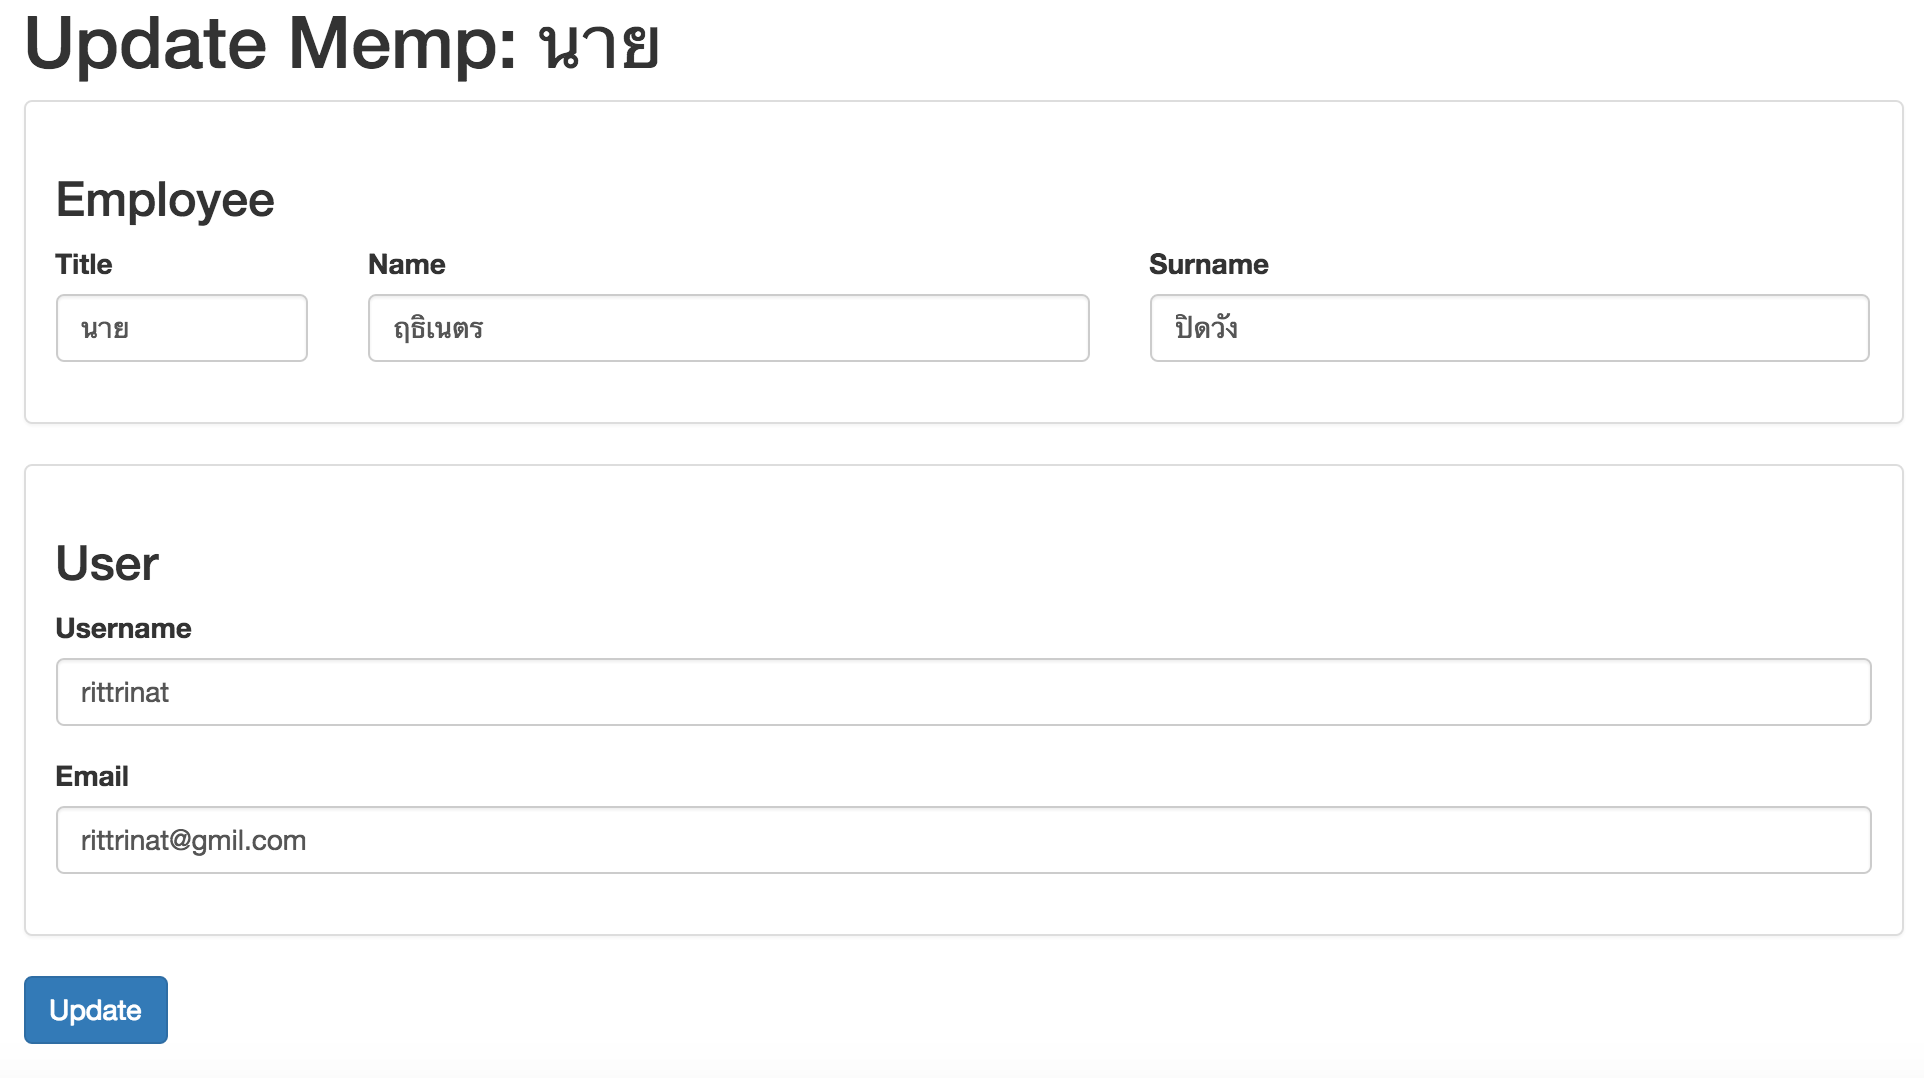 Update Memp: นาย
Employee
Title Name Surname
นาย ฤธิเนตร ปิดวัง
User
Username
rittrinat
Email
rittrinat@gmil.com
Update